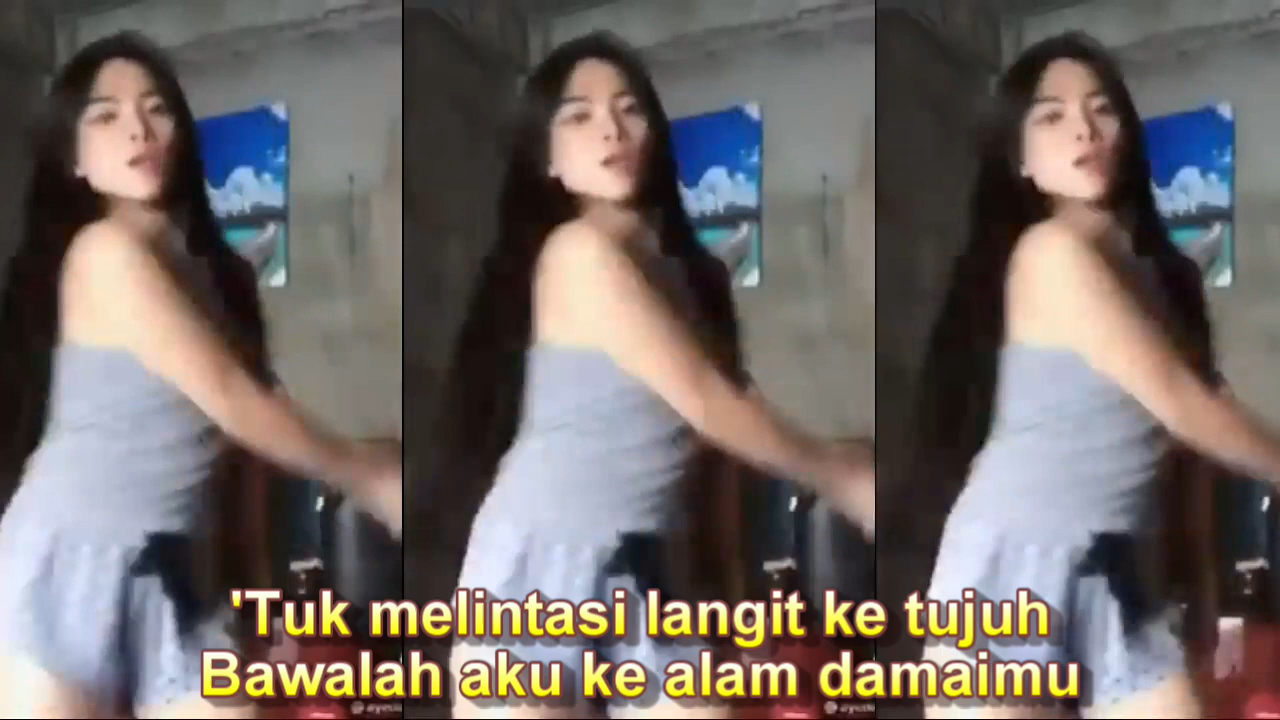 'Tuk melintasi langit ke tujuh
Bawalah aku ke alam damaimu